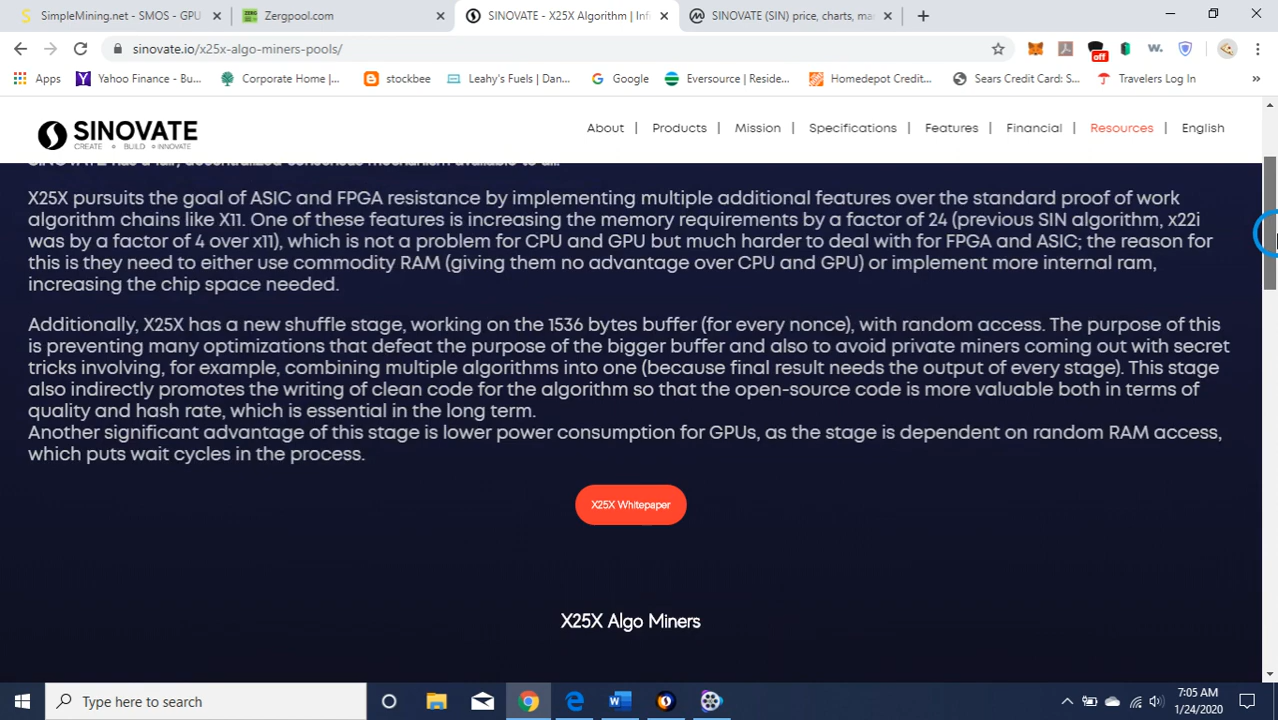 SimpleMining.net - SMOS - GPU
Zergpool.com
SINOVATE - X25X Algorithm | Inf
SINOVATE (SIN) price, charts, ma
sinovate.io/x25x-algo-miners-pools/
off
w.
Apps
Yahoo Finance - Bu...
Corporate Home |...
stockbee
Leahy's Fuels | Dan...
Google
Eversource | Reside...
Homedepot Credit...
Sears Credit Card: S...
Travelers Log In
»
SINOVATE
CREATE BUILD INNOVATE
About |
Products |
Mission |
Specifications |
Features |
Financial |
Resources |
English
SINOVATE has a fair, decentralized consensus mechanism available to all.
X25X pursuits the goal of ASIC and FPGA resistance by implementing multiple additional features over the standard proof of work
algorithm chains like X11. One of these features is increasing the memory requirements by a factor of 24 (previous SIN algorithm, x22i
was by a factor of 4 over x11), which is not a problem for CPU and GPU but much harder to deal with for FPGA and ASIC; the reason for
this is they need to either use commodity RAM (giving them no advantage over CPU and GPU) or implement more internal ram,
increasing the chip space needed.
Additionally, X25X has a new shuffle stage, working on the 1536 bytes buffer (for every nonce), with random access. The purpose of this
is preventing many optimizations that defeat the purpose of the bigger buffer and also to avoid private miners coming out with secret
tricks involving, for example, combining multiple algorithms into one (because final result needs the output of every stage). This stage
also indirectly promotes the writing of clean code for the algorithm so that the open-source code is more valuable both in terms of
quality and hash rate, which is essential in the long term.
Another significant advantage of this stage is lower power consumption for GPUs, as the stage is dependent on random RAM access,
which puts wait cycles in the process.
X25X Whitepaper
X25X Algo Miners
Type here to search
7:05 AM
1/24/2020